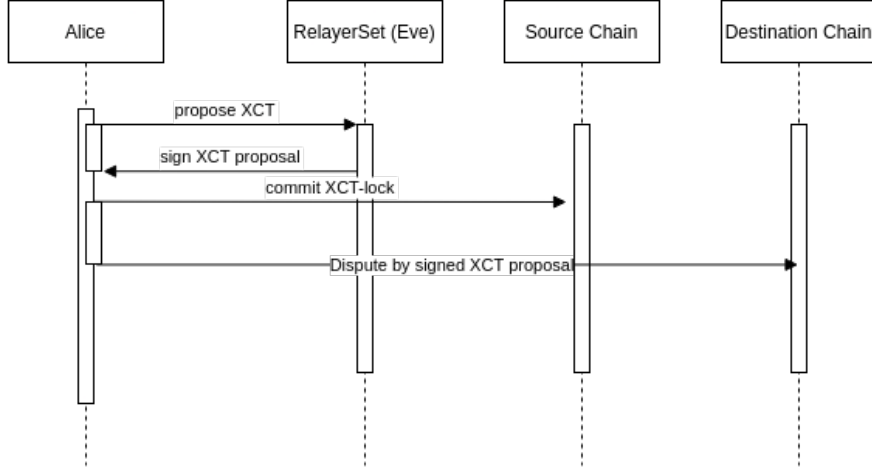 Alice
RelayerSet (Eve)
Source Chain
Destination Chain
propose XCT
sign XCT proposal
commit XCT-lock
Dispute by signed XCT proposal